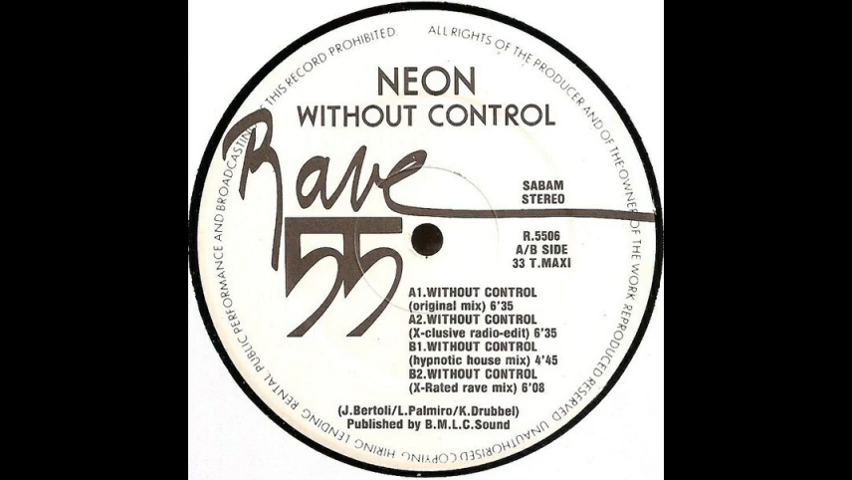 ALL RIGHTS OF THE PRODUCER AND OF THE OWNER OF THE WORK REPRODUCED RESERVED UNAUTHORISED COPYING HIRING LENDING RENTAL PUBLIC PERFORMANCE AND BROADCASTING OF THIS RECORD PROHIBITED
NEON
WITHOUT CONTROL
Rave
55
SABAM
STEREO
R.5506
A/B SIDE
33 T.MAXI
A1.WITHOUT CONTROL
(original mix) 6'35
A2.WITHOUT CONTROL
(X-clusive radio-edit) 6'35
B1.WITHOUT CONTROL
(hypnotic house mix) 4'45
B2.WITHOUT CONTROL
(X-Rated rave mix) 6'08
(J.Bertoli/L.Palmiro/K.Drubbel)
Published by B.M.L.C.Sound